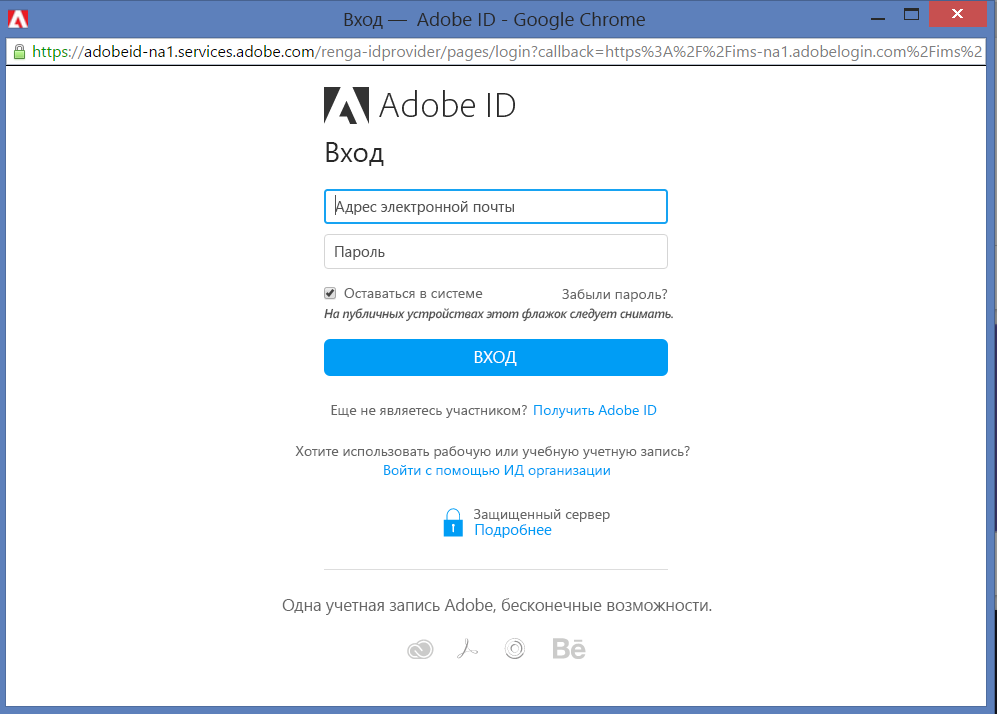 Вход — Adobe ID - Google Chrome
https://adobeid-na1.services.adobe.com/renga-idprovider/pages/login?callback=https%3A%2F%2Fims-na1.adobelogin.com%2Fims%2
Adobe ID
Вход
Адрес электронной почты
Пароль
Оставаться в системе Забыли пароль?
На публичных устройствах этот флажок следует снимать.
ВХОД
Еще не являетесь участником? Получить Adobe ID
Хотите использовать рабочую или учебную учетную запись?
Войти с помощью ИД организации
Защищенный сервер
Подробнее
Одна учетная запись Adobe, бесконечные возможности.
Bē